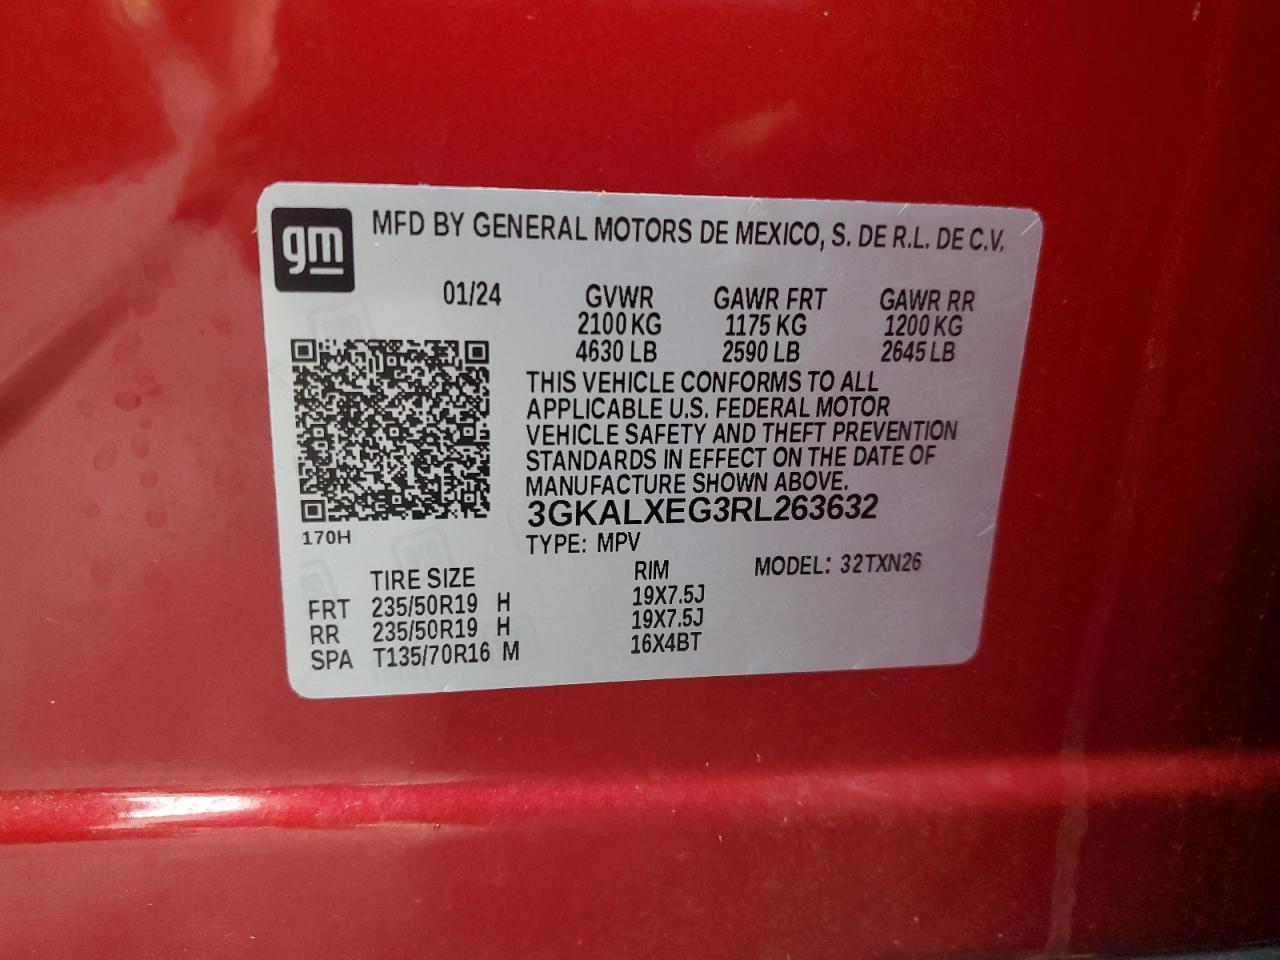 gm
MFD BY GENERAL MOTORS DE MEXICO, S. DE R.L. DE C.V.
01/24 GVWR GAWR FRT GAWR RR
2100 KG 1175 KG 1200 KG
4630 LB 2590 LB 2645 LB
THIS VEHICLE CONFORMS TO ALL
APPLICABLE U.S. FEDERAL MOTOR
VEHICLE SAFETY AND THEFT PREVENTION
STANDARDS IN EFFECT ON THE DATE OF
MANUFACTURE SHOWN ABOVE.
3GKALXEG3RL263632
170H
TYPE: MPV
MODEL: 32TXN26
TIRE SIZE RIM
FRT 235/50R19 H 19X7.5J
RR 235/50R19 H 19X7.5J
SPA T135/70R16 M 16X4BT